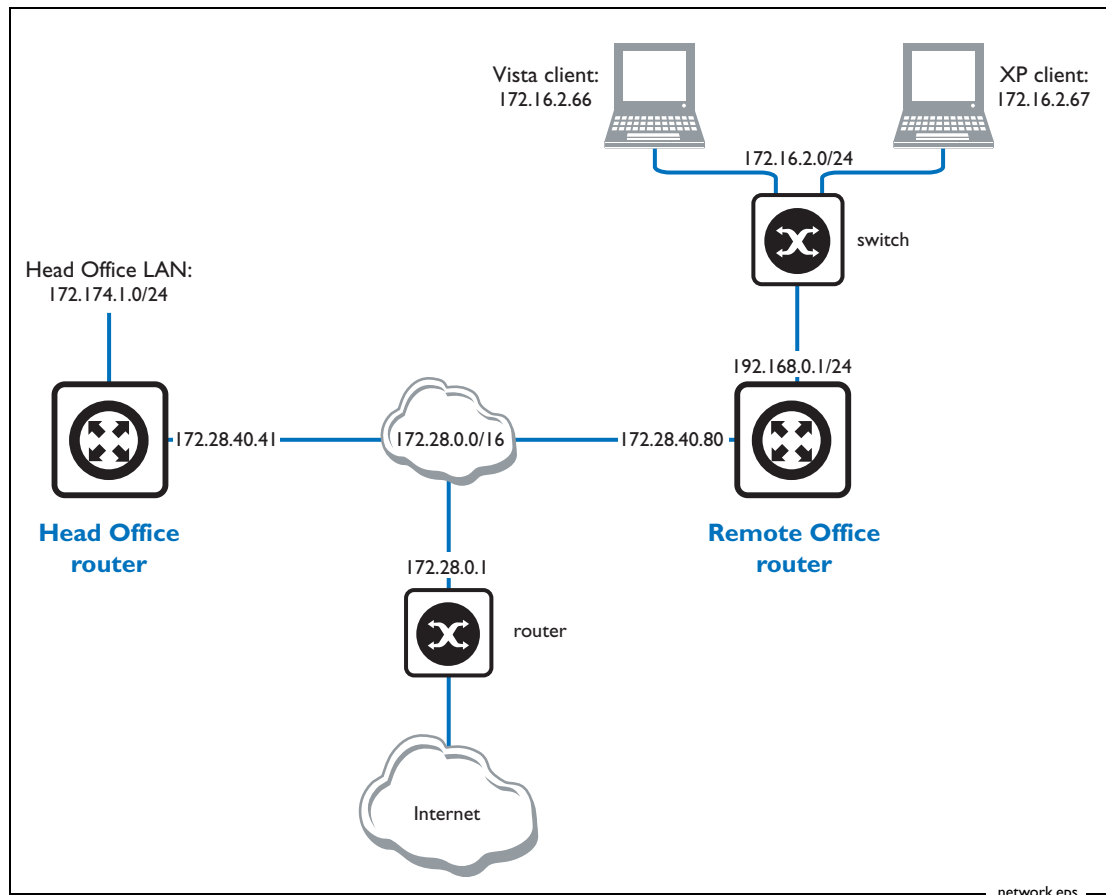 Vista client:
172.16.2.66
XP client:
172.16.2.67
172.16.2.0/24
switch
Head Office LAN:
172.174.1.0/24
192.168.0.1/24
172.28.40.41
172.28.0.0/16
172.28.40.80
Head Office
router
Remote Office
router
172.28.0.1
router
Internet
network.eps